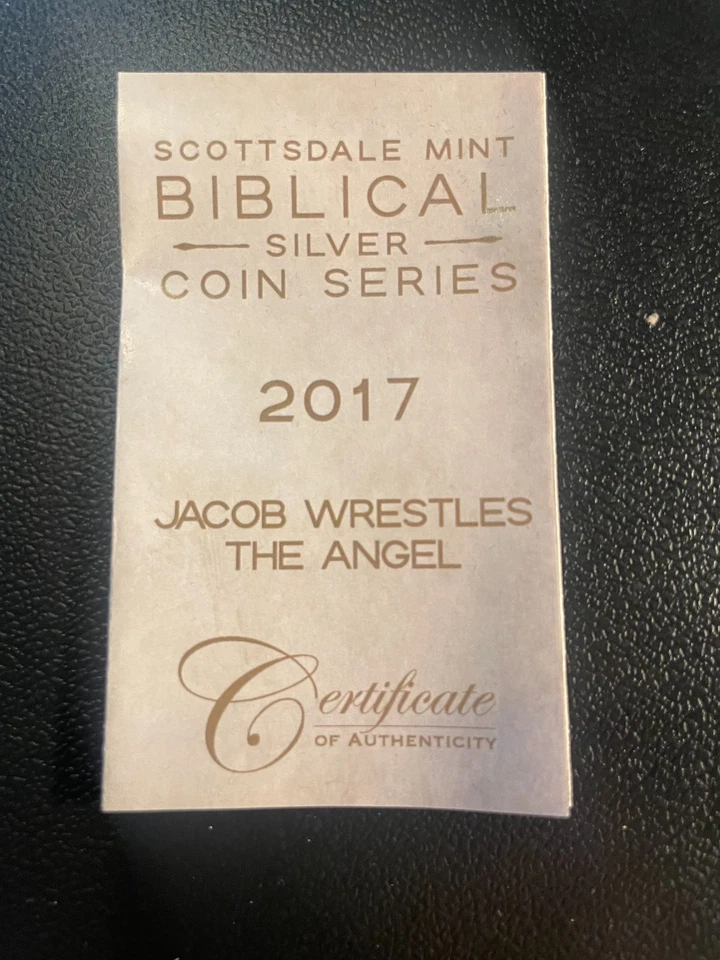 SCOTTSDALE MINT
BIBLICAL
SILVER
COIN SERIES
2017
JACOB WRESTLES
THE ANGEL
Certificate
OF AUTHENTICITY